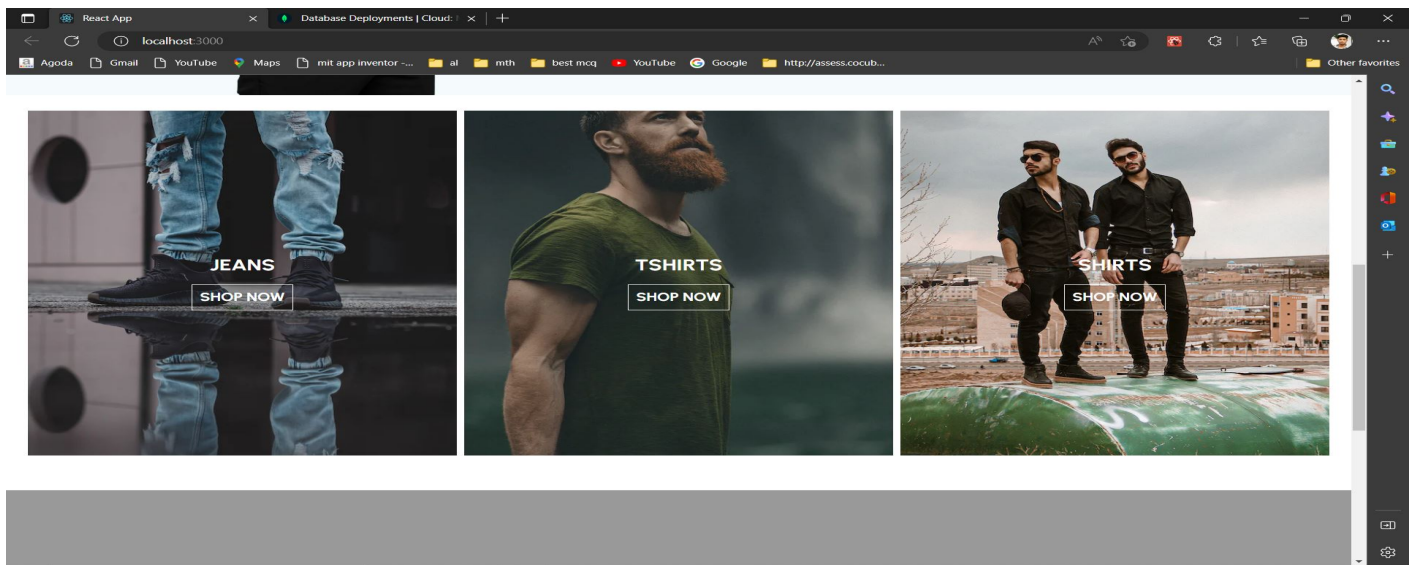 React App
Database Deployments | Cloud:
localhost:3000
Agoda Gmail YouTube Maps mit app inventor -... al mth best mcq YouTube Google http://assess.cocub... Other favorites
JEANS
SHOP NOW
TSHIRTS
SHOP NOW
SHIRTS
SHOP NOW